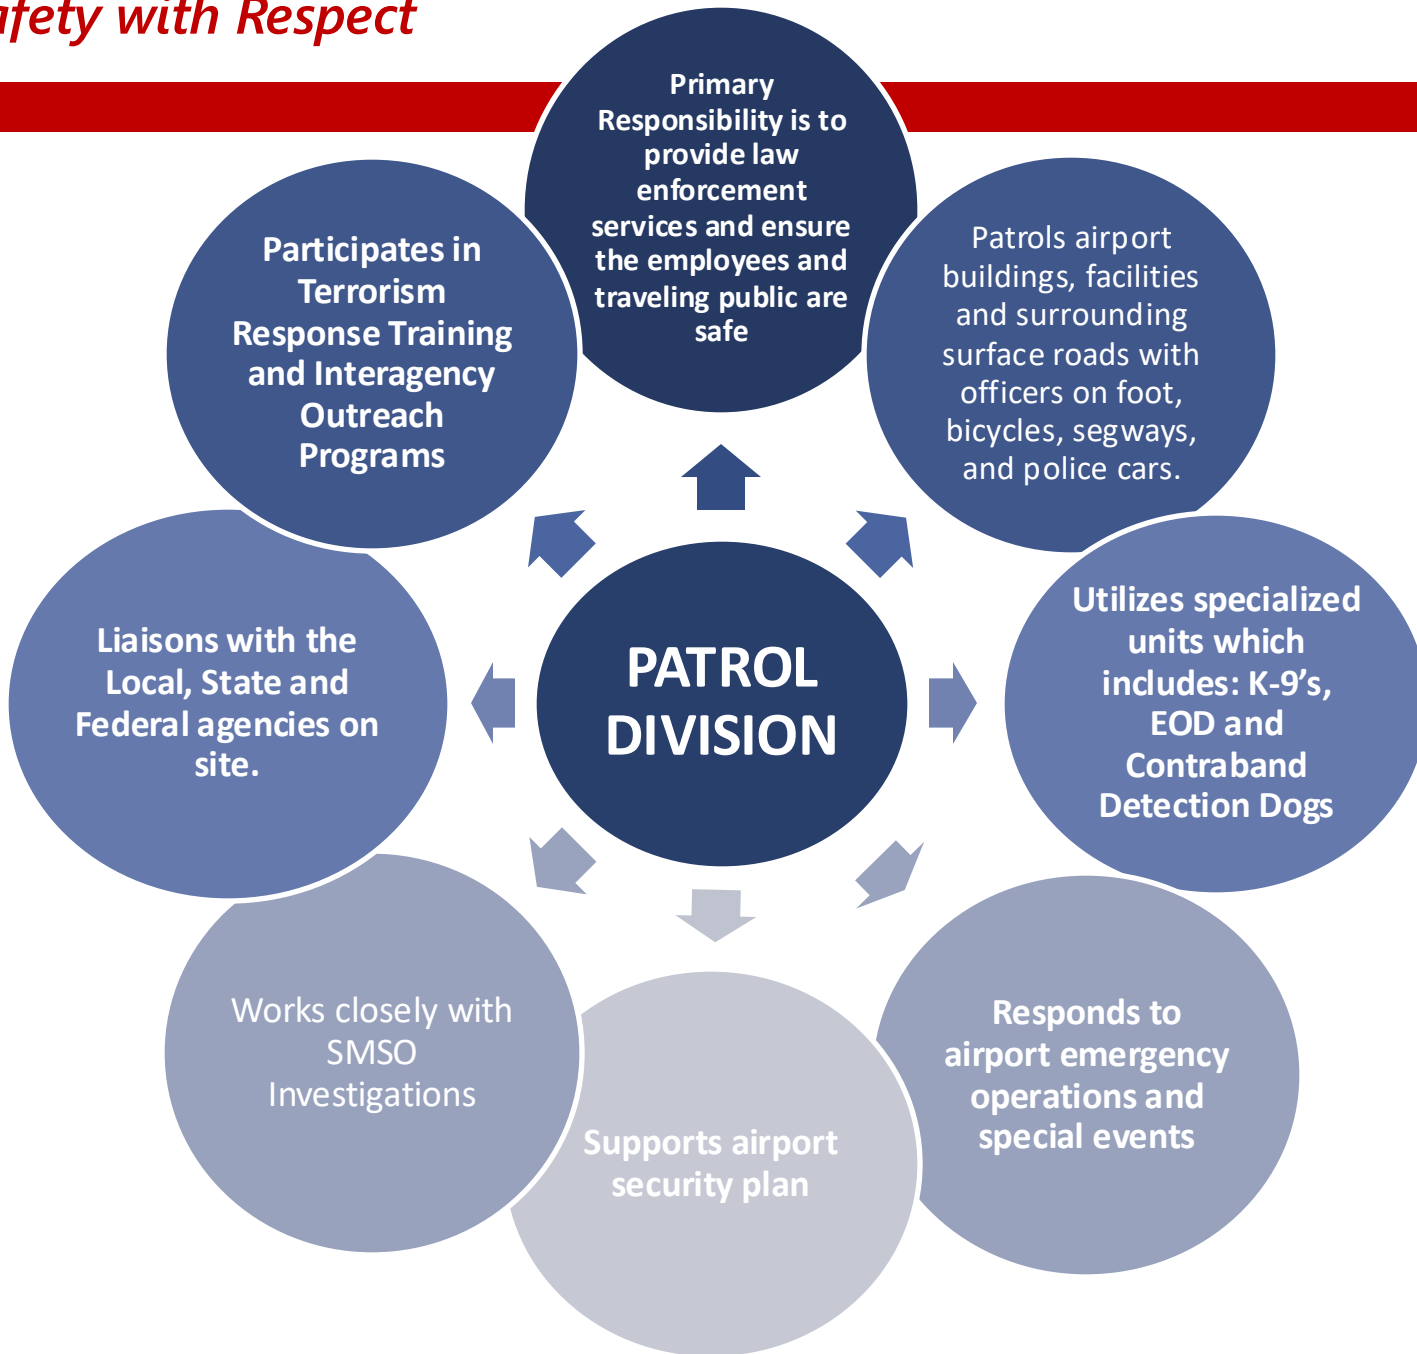 afety with Respect
Primary
Responsibility is to
provide law
enforcement
services and ensure
the employees and
traveling public are
safe
Patrols airport
buildings, facilities
and surrounding
surface roads with
officers on foot,
bicycles, segways,
and police cars.
Utilizes specialized
units which
includes: K-9’s,
EOD and
Contraband
Detection Dogs
Responds to
airport emergency
operations and
special events
Supports airport
security plan
Works closely with
SMSO
Investigations
Liaisons with the
Local, State and
Federal agencies on
site.
Participates in
Terrorism
Response Training
and Interagency
Outreach
Programs
PATROL
DIVISION